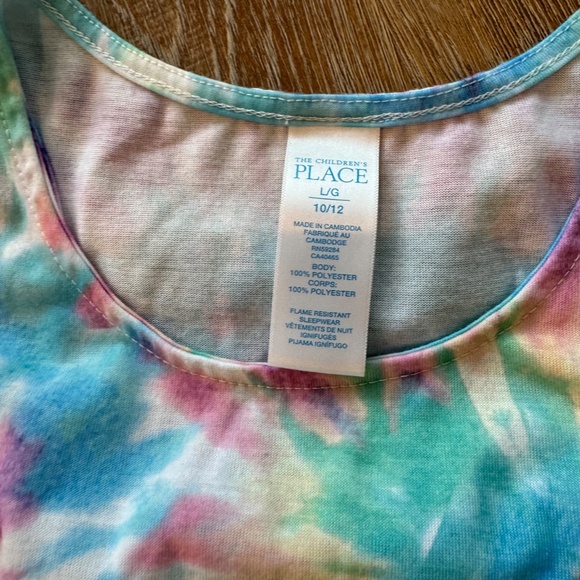 THE CHILDREN'S
PLACE
L/G
10/12
MADE IN CAMBODIA
FABRIQUÉ AU
CAMBODGE
RN59284
CA40465
BODY:
100% POLYESTER
CORPS:
100% POLYESTER
FLAME RESISTANT
SLEEPWEAR
VÊTEMENTS DE NUIT
IGNIFUGÉS
PIJAMA IGNÍFUGO